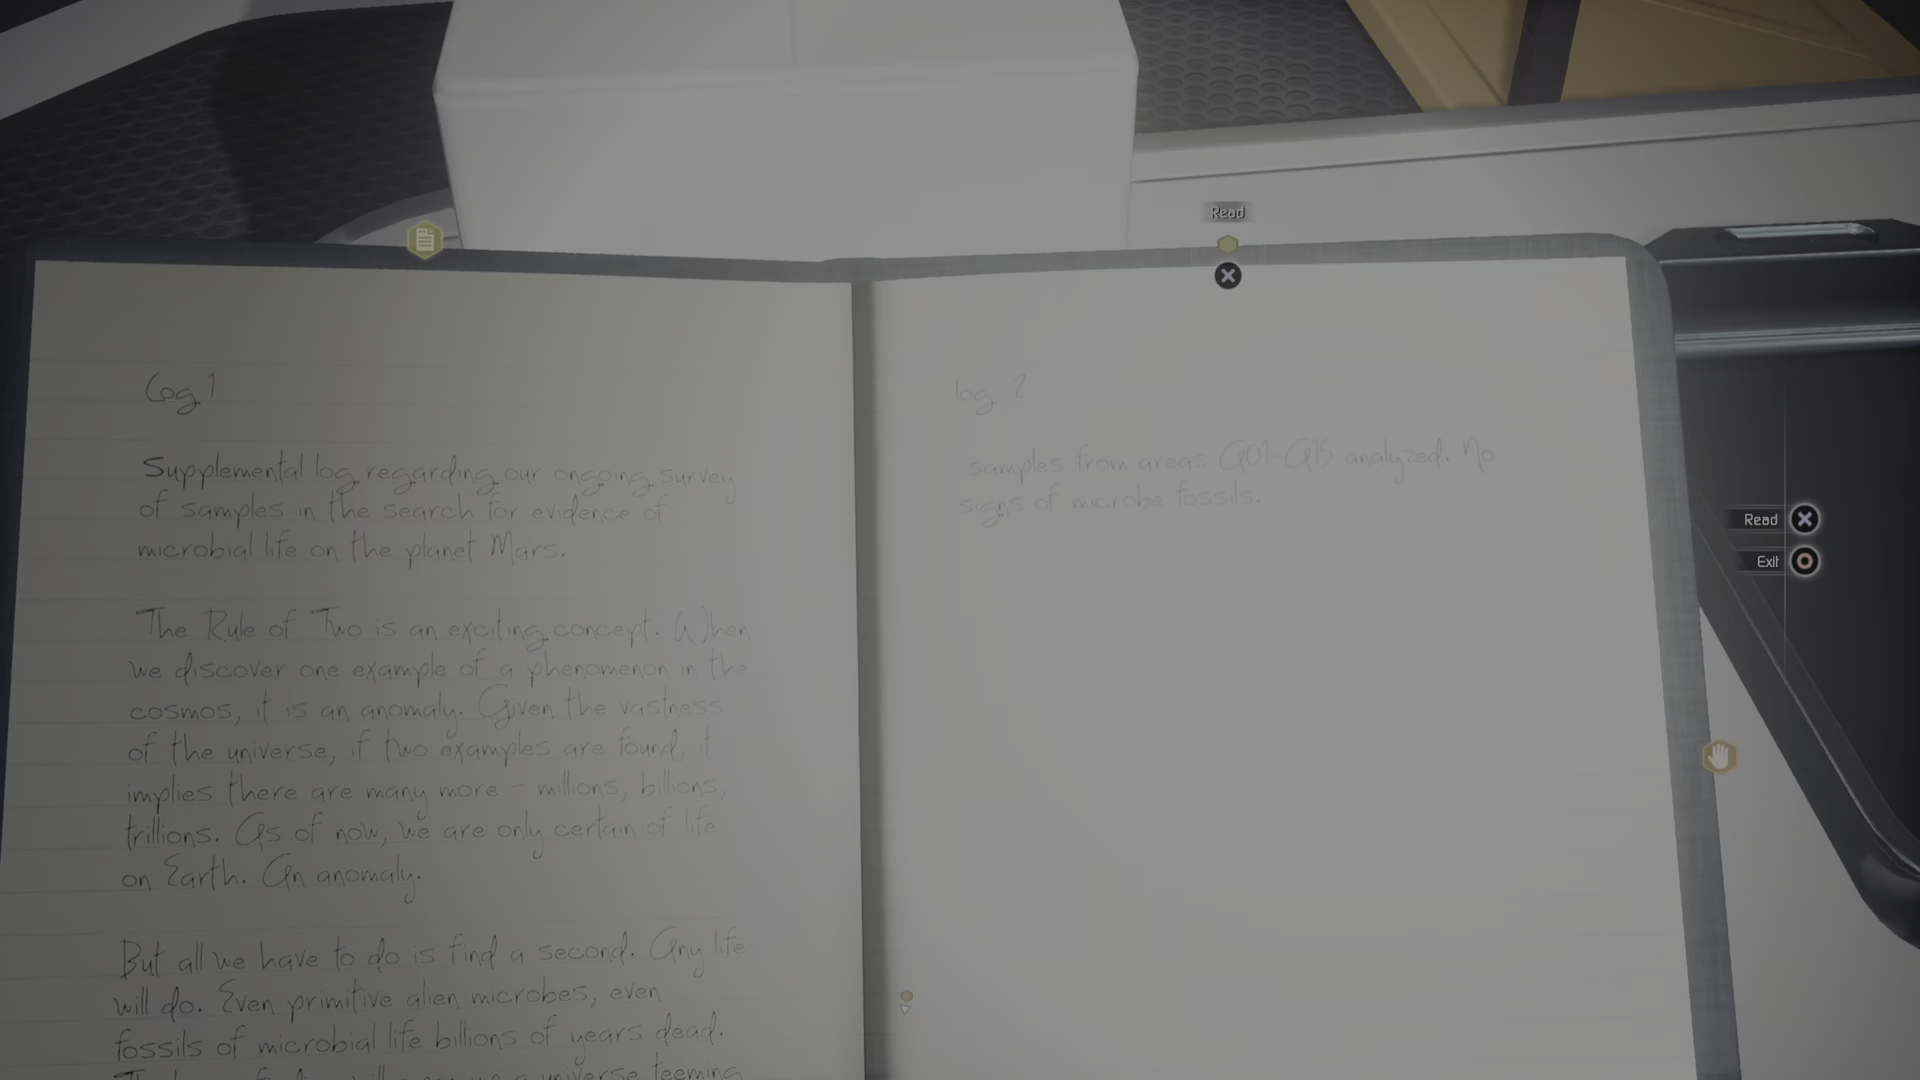 Read
Log 1
Supplemental log regarding our ongoing survey
of samples in the search for evidence of
microbial life on the planet Mars.
The Rule of Two is an exciting concept. When
we discover one example of a phenomenon in the
cosmos, it is an anomaly. Given the vastness
of the universe, if two examples are found, it
implies there are many more - millions, billions,
trillions. As of now, we are only certain of life
on Earth. An anomaly.
But all we have to do is find a second. Any life
will do. Even primitive alien microbes, even
fossils of microbial life billions of years dead.
universe teeming
log 2
samples from areas A01-A15 analyzed. No
signs of microbe fossils.
Read
Exit